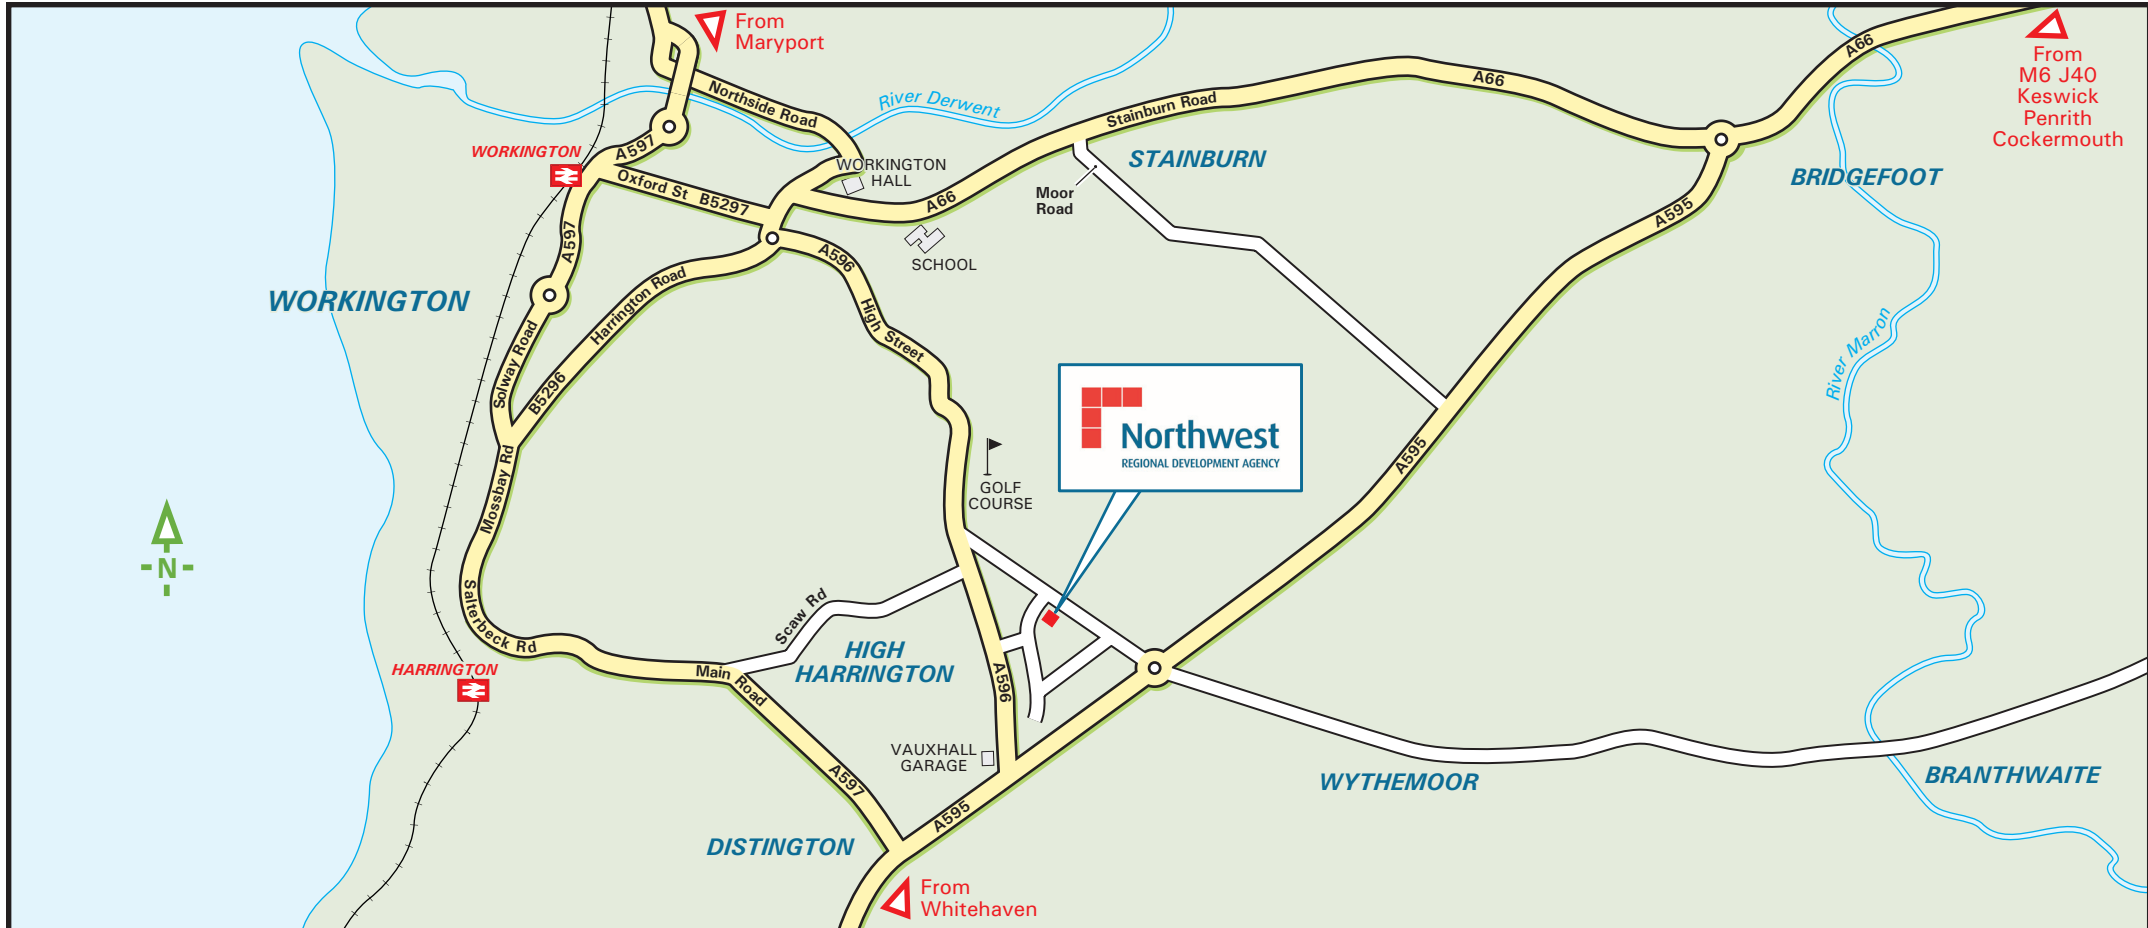 From
Maryport
A66
From
M6 J40
Keswick
Penrith
Cockermouth
A66
Northside Road
River Derwent
Stainburn Road
WORKINGTON
A597
WORKINGTON
HALL
STAINBURN
BRIDGEFOOT
Oxford St B5297
A66
Moor
Road
A595
A597
A596
SCHOOL
WORKINGTON
Harrington Road
High Street
Solway Road
B5296
River Marron
Northwest
REGIONAL DEVELOPMENT AGENCY
A595
Mossbay Rd
GOLF
COURSE
N
Salterbeck Rd
Scaw Rd
HIGH
HARRINGTON
HARRINGTON
Main Road
A596
VAUXHALL
GARAGE
A597
WYTHEMOOR
BRANTHWAITE
A595
DISTINGTON
From
Whitehaven